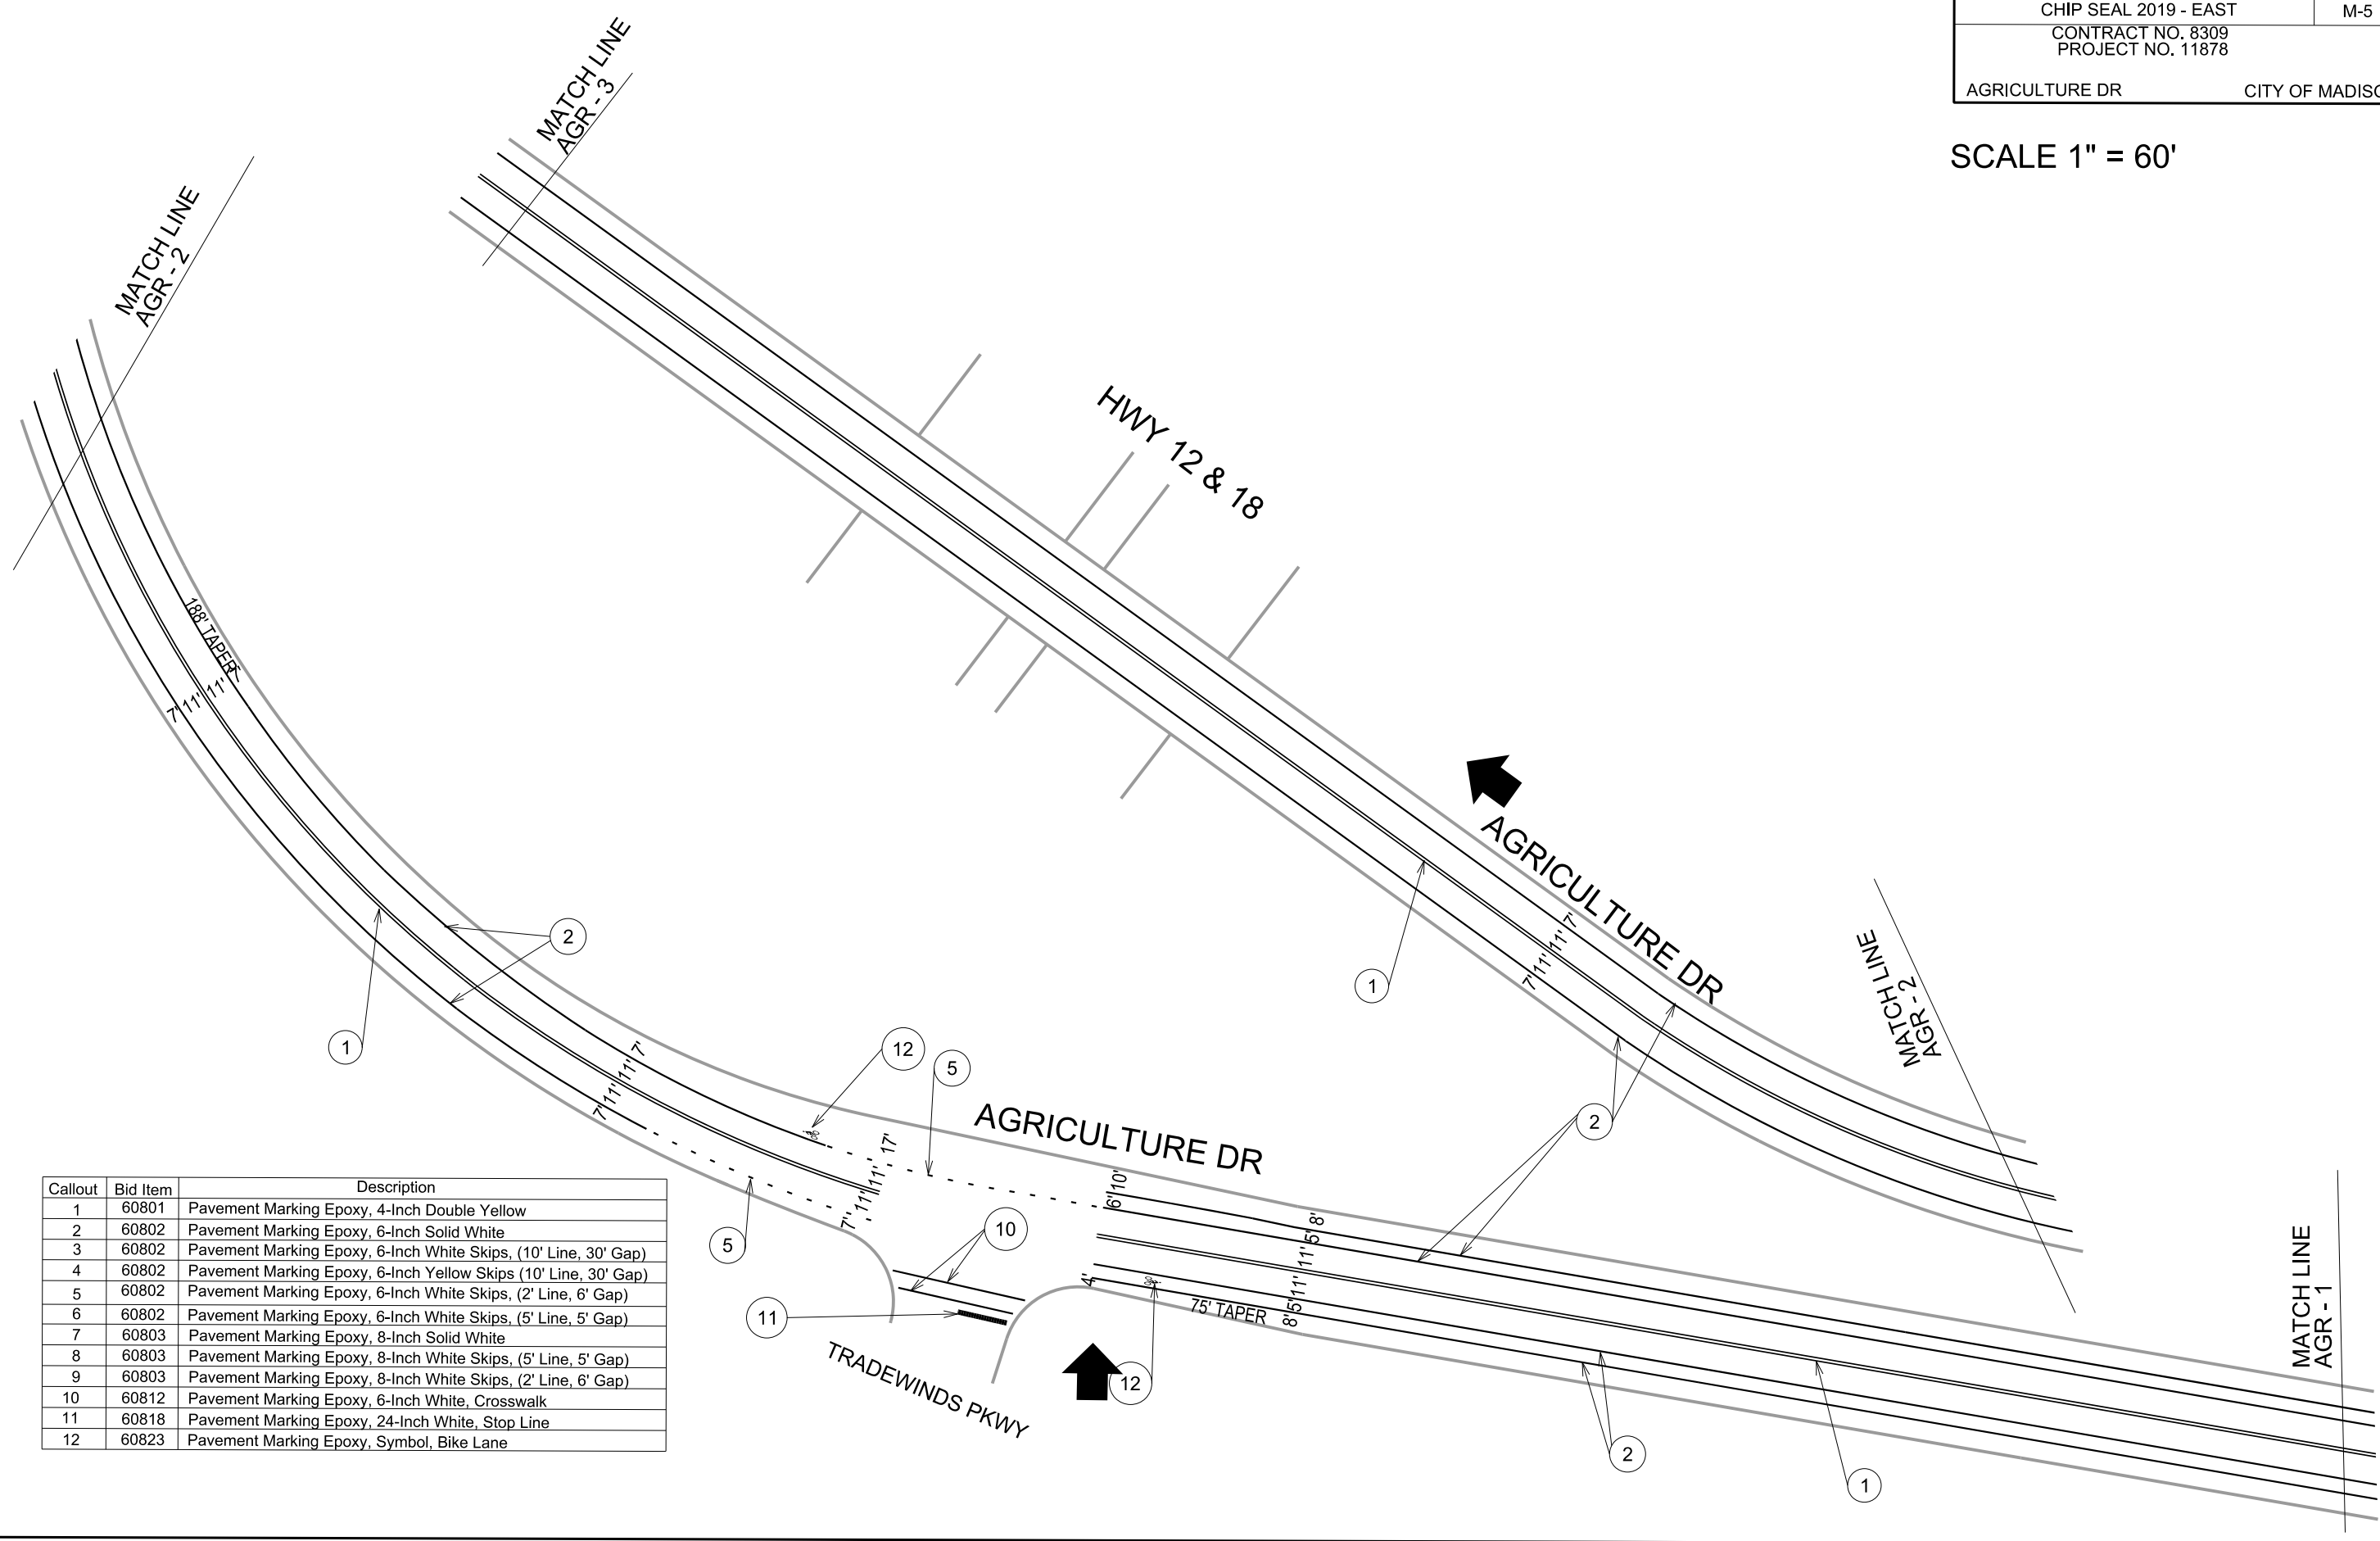 CHIP SEAL 2019 - EAST M-5
CONTRACT NO. 8309
PROJECT NO. 11878
AGRICULTURE DR CITY OF MADISO
SCALE 1" = 60'
MATCH LINE
AGR - 3
MATCH LINE
AGR - 2
HWY 12 & 18
188' TAPER
7' 11' 11' 7'
AGRICULTURE DR
7' 11' 11' 7'
1
2
1
MATCH LINE
AGR - 2
12
5
7' 11' 11' 7'
AGRICULTURE DR
2
7' 11' 11' 17'
6' 10'
5
10
4'
75' TAPER
8' 5' 11' 11' 5' 8'
11
TRADEWINDS PKWY
12
2
1
MATCH LINE
AGR - 1
Callout Bid Item Description
1 60801 Pavement Marking Epoxy, 4-Inch Double Yellow
2 60802 Pavement Marking Epoxy, 6-Inch Solid White
3 60802 Pavement Marking Epoxy, 6-Inch White Skips, (10' Line, 30' Gap)
4 60802 Pavement Marking Epoxy, 6-Inch Yellow Skips (10' Line, 30' Gap)
5 60802 Pavement Marking Epoxy, 6-Inch White Skips, (2' Line, 6' Gap)
6 60802 Pavement Marking Epoxy, 6-Inch White Skips, (5' Line, 5' Gap)
7 60803 Pavement Marking Epoxy, 8-Inch Solid White
8 60803 Pavement Marking Epoxy, 8-Inch White Skips, (5' Line, 5' Gap)
9 60803 Pavement Marking Epoxy, 8-Inch White Skips, (2' Line, 6' Gap)
10 60812 Pavement Marking Epoxy, 6-Inch White, Crosswalk
11 60818 Pavement Marking Epoxy, 24-Inch White, Stop Line
12 60823 Pavement Marking Epoxy, Symbol, Bike Lane